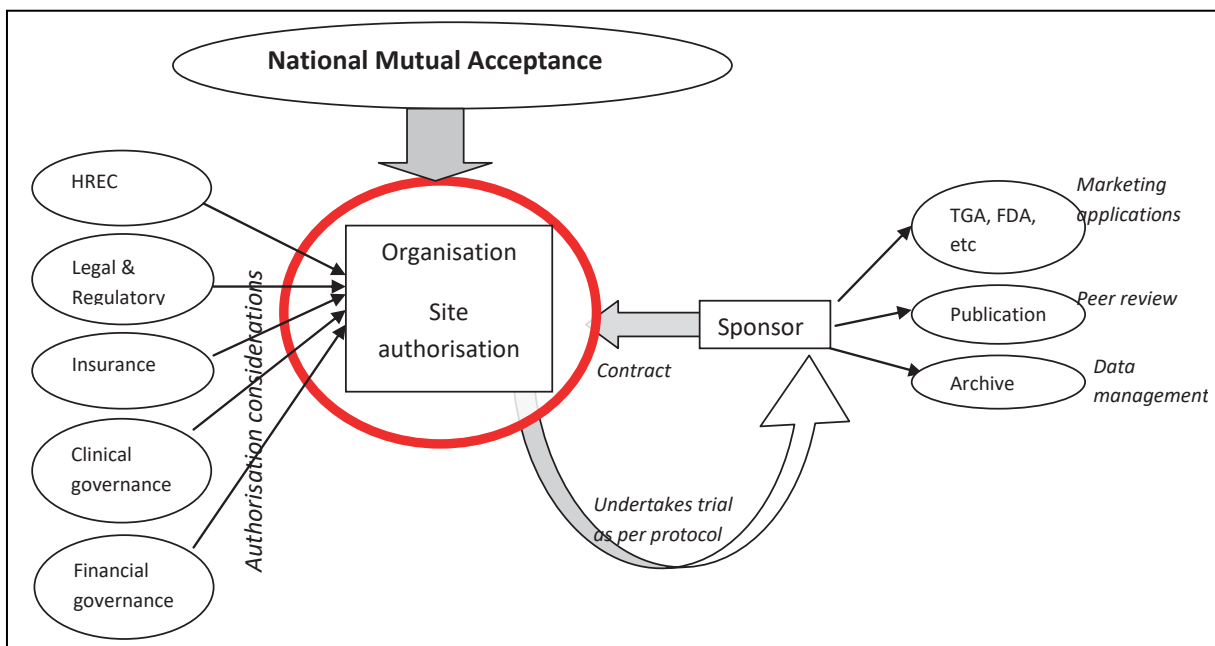 National Mutual Acceptance
HREC
Legal &
Regulatory
Insurance
Clinical
governance
Financial
governance
Authorisation considerations
Organisation
Site
authorisation
Contract
Sponsor
Undertakes trial
as per protocol
TGA, FDA,
etc
Marketing
applications
Publication
Peer review
Archive
Data
management